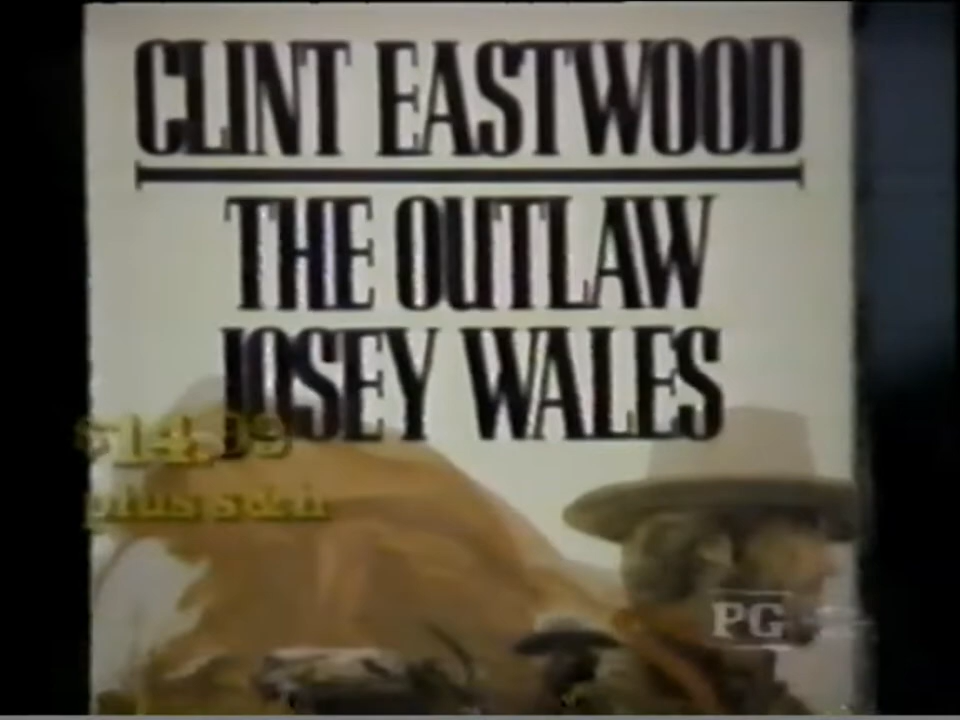 CLINT EASTWOOD
THE OUTLAW
JOSEY WALES
$14.99
plus s&h
PG